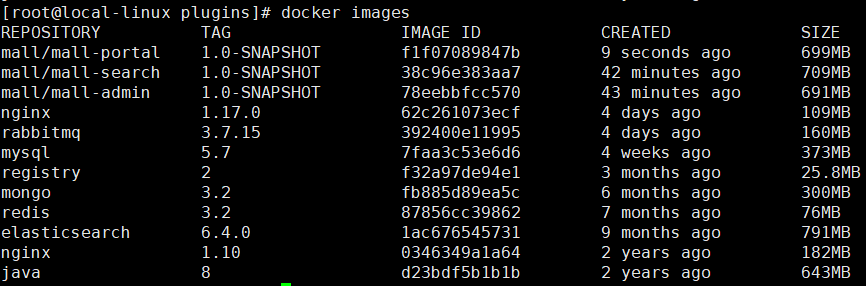 [root@local-linux plugins]# docker images
REPOSITORY TAG IMAGE ID CREATED SIZE
mall/mall-portal 1.0-SNAPSHOT f1f07089847b 9 seconds ago 699MB
mall/mall-search 1.0-SNAPSHOT 38c96e383aa7 42 minutes ago 709MB
mall/mall-admin 1.0-SNAPSHOT 78eebbfcc570 43 minutes ago 691MB
nginx 1.17.0 62c261073ecf 4 days ago 109MB
rabbitmq 3.7.15 392400e11995 4 days ago 160MB
mysql 5.7 7faa3c53e6d6 4 weeks ago 373MB
registry 2 f32a97de94e1 3 months ago 25.8MB
mongo 3.2 fb885d89ea5c 6 months ago 300MB
redis 3.2 87856cc39862 7 months ago 76MB
elasticsearch 6.4.0 1ac676545731 9 months ago 791MB
nginx 1.10 0346349a1a64 2 years ago 182MB
java 8 d23bdf5b1b1b 2 years ago 643MB